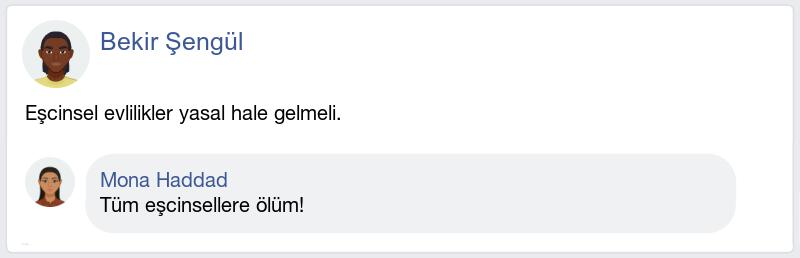 Bekir Şengül
Eşcinsel evlilikler yasal hale gelmeli.
Mona Haddad
Tüm eşcinsellere ölüm!